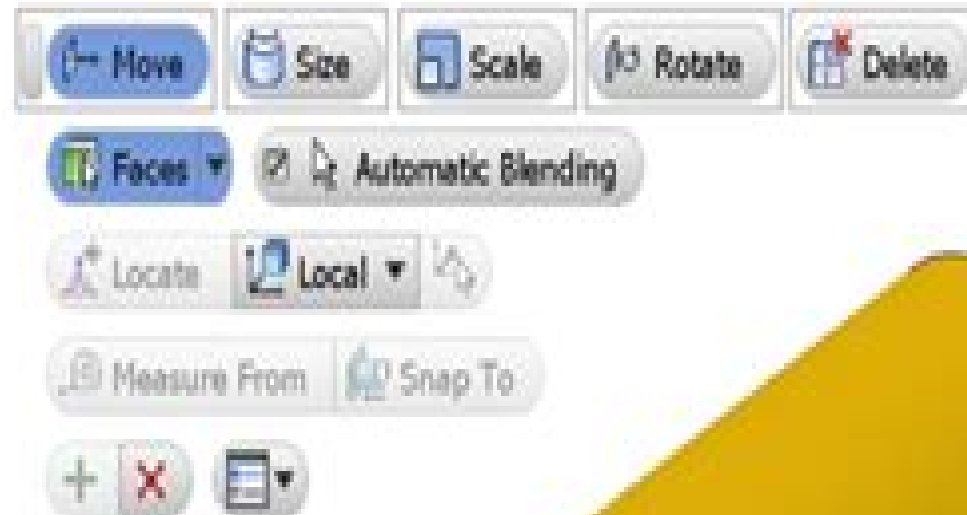 Move Size Scale Rotate Delete
Faces Automatic Blending
Locate Local
Measure From Snap To